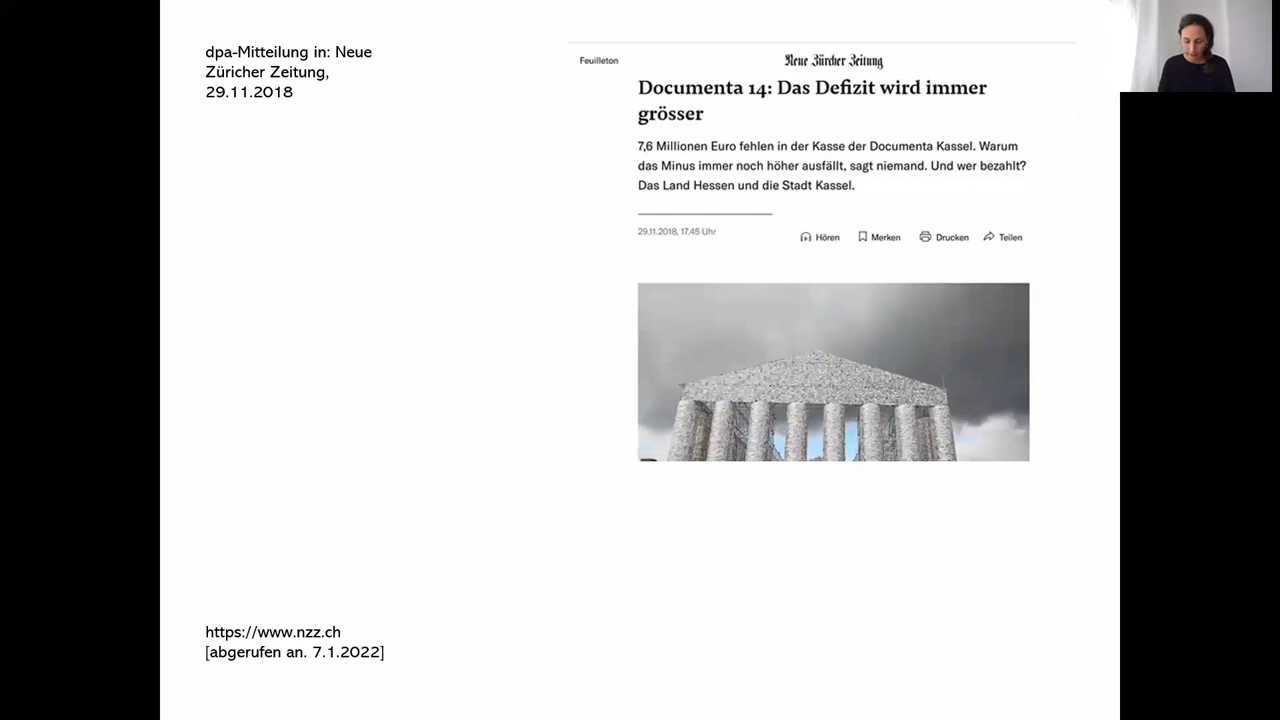 dpa-Mitteilung in: Neue
Züricher Zeitung,
29.11.2018
Feuilleton
Neue Zürcher Zeitung
Documenta 14: Das Defizit wird immer
grösser
7,6 Millionen Euro fehlen in der Kasse der Documenta Kassel. Warum
das Minus immer noch höher ausfällt, sagt niemand. Und wer bezahlt?
Das Land Hessen und die Stadt Kassel.
29.11.2018, 17.45 Uhr
Hören Merken Drucken Teilen
https://www.nzz.ch
[abgerufen an. 7.1.2022]